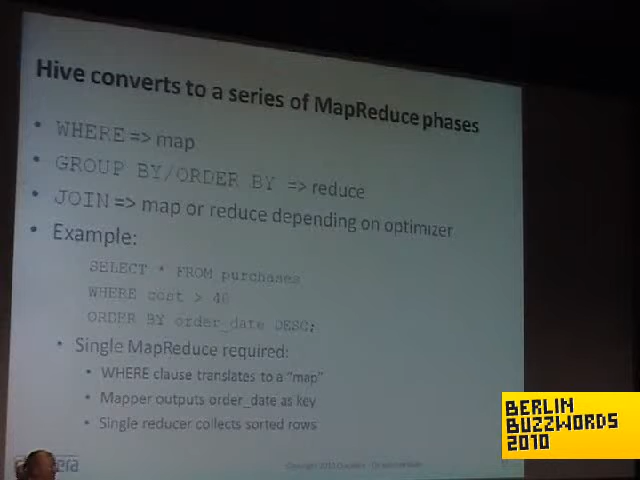 Hive converts to a series of MapReduce phases
• WHERE => map
• GROUP BY/ORDER BY => reduce
• JOIN => map or reduce depending on optimizer
• Example:
SELECT * FROM purchases
WHERE cost > 40
ORDER BY order_date DESC;
• Single MapReduce required:
• WHERE clause translates to a "map"
• Mapper outputs order_date as key
• Single reducer collects sorted rows
Copyright
BERLIN
BUZZWORDS
2010